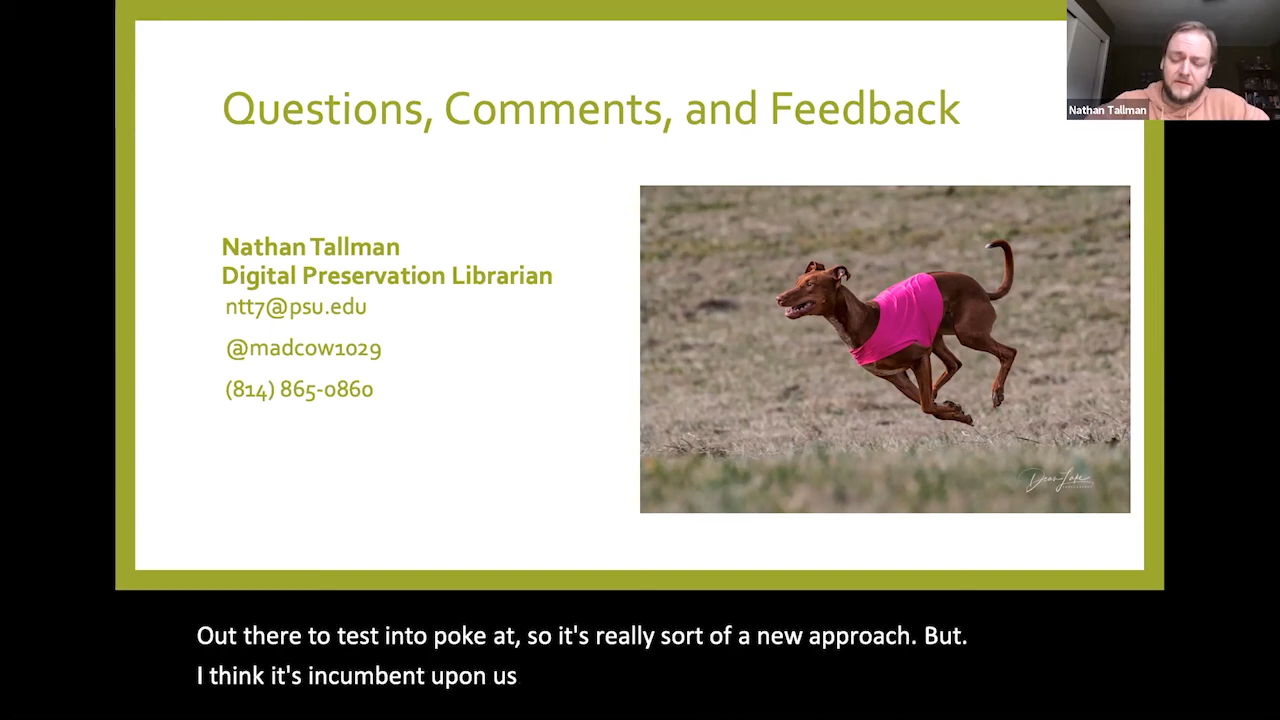 Questions, Comments, and Feedback
Nathan Tallman
Nathan Tallman
Digital Preservation Librarian
ntt7@psu.edu
@madcow1029
(814) 865-0860
Out there to test into poke at, so it's really sort of a new approach. But.
I think it's incumbent upon us